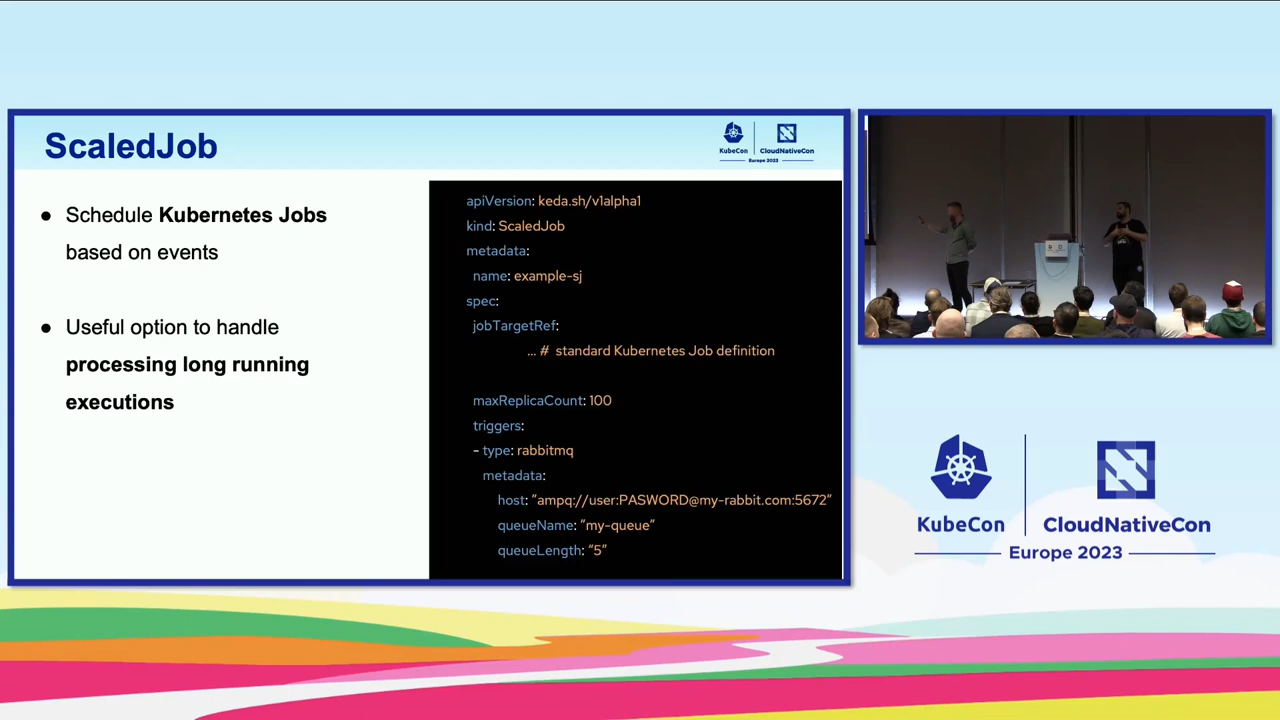 ScaledJob
KubeCon
CloudNativeCon
Europe 2023
● Schedule Kubernetes Jobs
based on events
● Useful option to handle
processing long running
executions
apiVersion: keda.sh/v1alpha1
kind: ScaledJob
metadata:
name: example-sj
spec:
jobTargetRef:
... # standard Kubernetes Job definition
maxReplicaCount: 100
triggers:
- type: rabbitmq
metadata:
host: "ampq://user:PASWORD@my-rabbit.com:5672"
queueName: "my-queue"
queueLength: "5"
KubeCon
CloudNativeCon
Europe 2023